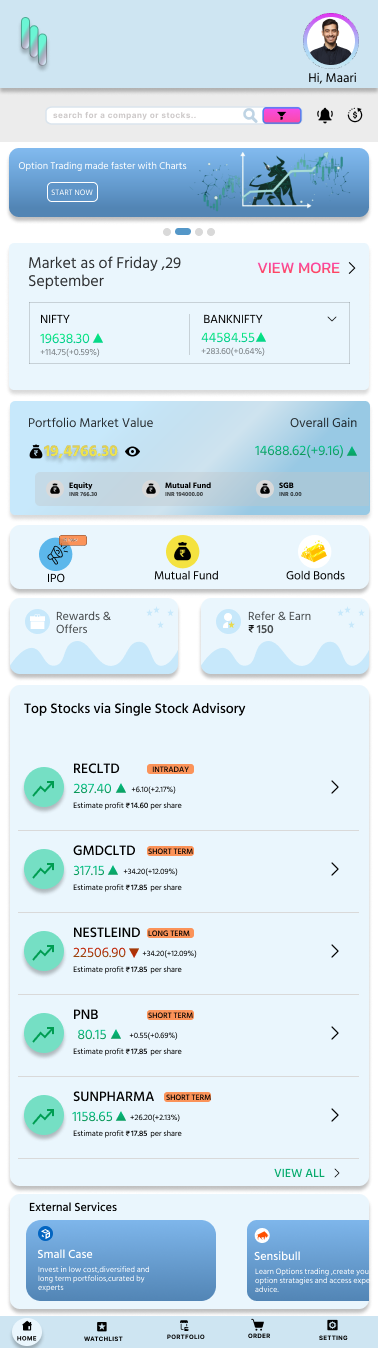 Hi, Maari
search for a company or stocks..
Option Trading made faster with Charts
START NOW
Market as of Friday ,29
September
VIEW MORE
NIFTY
19638.30
+114.75(+0.59%)
BANKNIFTY
44584.55
+283.60(+0.64%)
Portfolio Market Value
Overall Gain
19,4766.30
14688.62(+9.16)
Equity
INR 766.30
Mutual Fund
INR 194000.00
SGB
INR 0.00
IPO
Mutual Fund
Gold Bonds
Rewards &
Offers
Refer & Earn
₹ 150
Top Stocks via Single Stock Advisory
RECLTD INTRADAY
287.40 +6.10(+2.17%)
Estimate profit ₹14.60 per share
GMDCLTD SHORT TERM
317.15 +34.20(+12.09%)
Estimate profit ₹17.85 per share
NESTLEIND LONG TERM
22506.90 +34.20(+12.09%)
Estimate profit ₹17.85 per share
PNB SHORT TERM
80.15 +0.55(+0.69%)
Estimate profit ₹17.85 per share
SUNPHARMA SHORT TERM
1158.65 +26.20(+2.13%)
Estimate profit ₹17.85 per share
VIEW ALL
External Services
Small Case
Invest in low cost,diversified and
long term portfolios,curated by
experts
Sensibull
Learn Options trading ,create you
option stratagies and access expe
advice.
HOME
WATCHLIST
PORTFOLIO
ORDER
SETTING